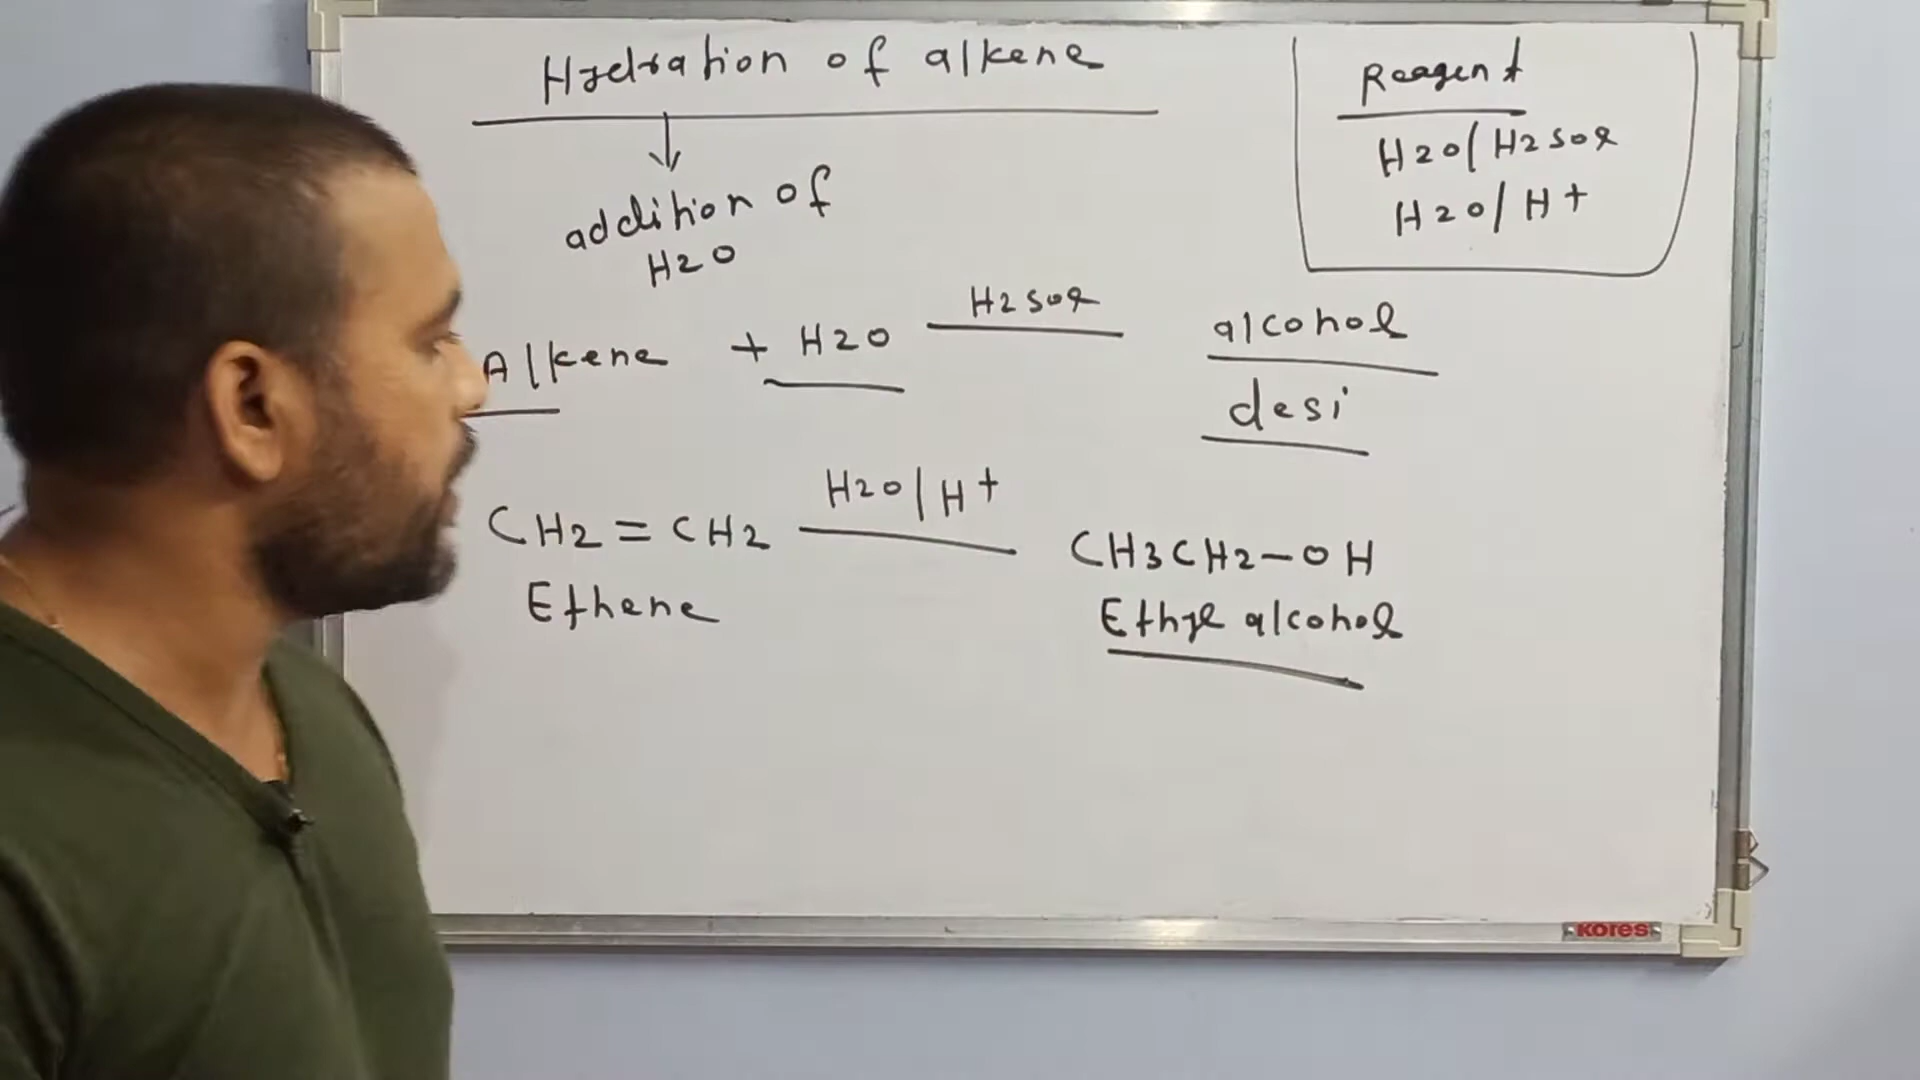 Hydration of alkene
addition of
H2O
Reagent
H2O/H2SO4
H2O/H+
Alkene + H2O H2SO4 alcohol
desi
CH2=CH2 H2O/H+ CH3CH2-OH
Ethene Ethyl alcohol
KORES